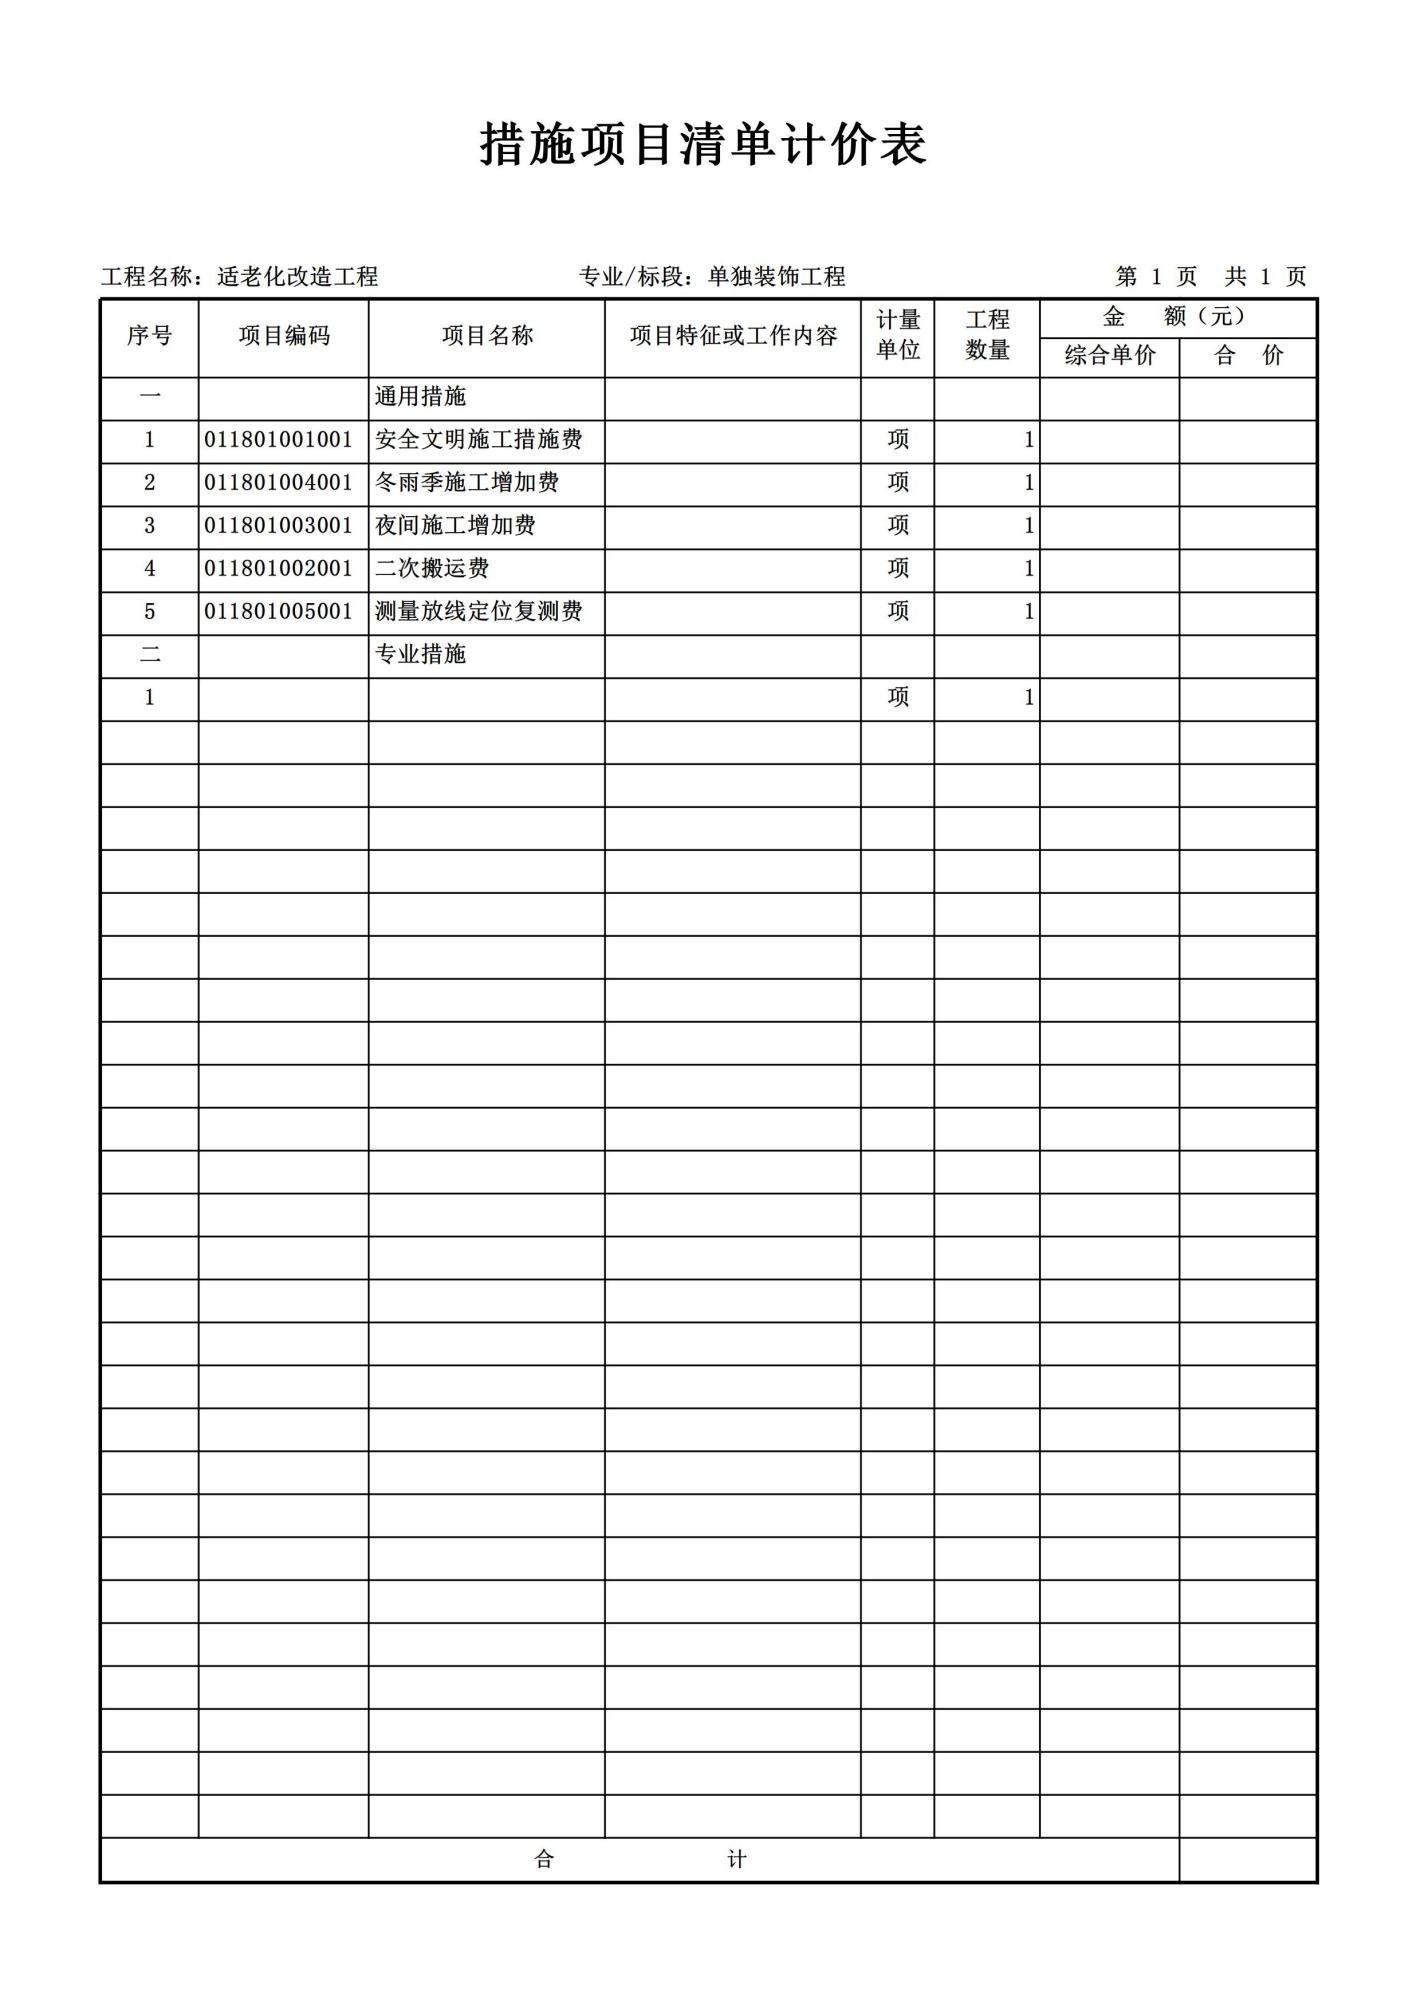 措施项目清单计价表
工程名称：适老化改造工程 专业/标段：单独装饰工程 第 1 页 共 1 页
序号 项目编码 项目名称 项目特征或工作内容 计量单位 工程数量 金 额（元）
综合单价 合 价
一 通用措施
1 011801001001 安全文明施工措施费 项 1
2 011801004001 冬雨季施工增加费 项 1
3 011801003001 夜间施工增加费 项 1
4 011801002001 二次搬运费 项 1
5 011801005001 测量放线定位复测费 项 1
二 专业措施
1 项 1
合 计